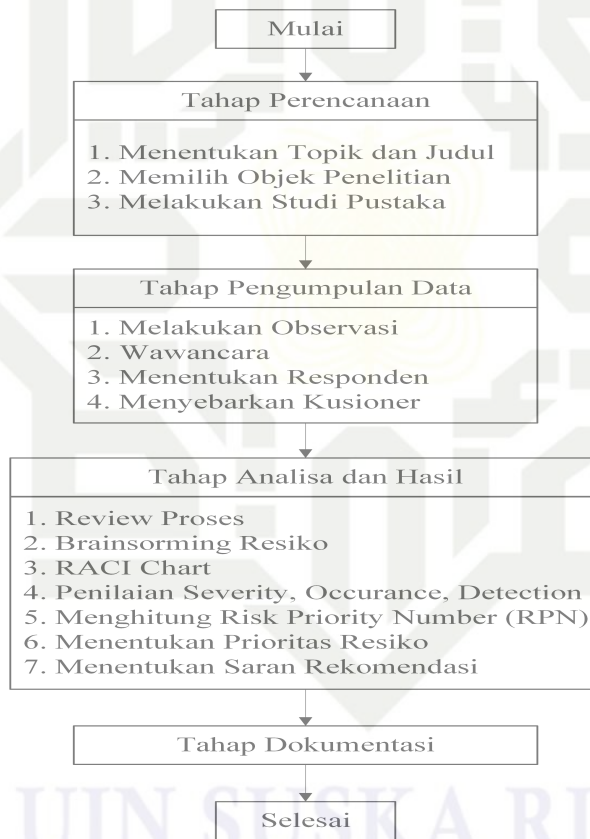 Mulai
Tahap Perencanaan
1. Menentukan Topik dan Judul
2. Memilih Objek Penelitian
3. Melakukan Studi Pustaka
Tahap Pengumpulan Data
1. Melakukan Observasi
2. Wawancara
3. Menentukan Responden
4. Menyebarkan Kusioner
Tahap Analisa dan Hasil
1. Review Proses
2. Brainsorming Resiko
3. RACI Chart
4. Penilaian Severity, Occurance, Detection
5. Menghitung Risk Priority Number (RPN)
6. Menentukan Prioritas Resiko
7. Menentukan Saran Rekomendasi
Tahap Dokumentasi
UIN SUSKA RI
Selesai